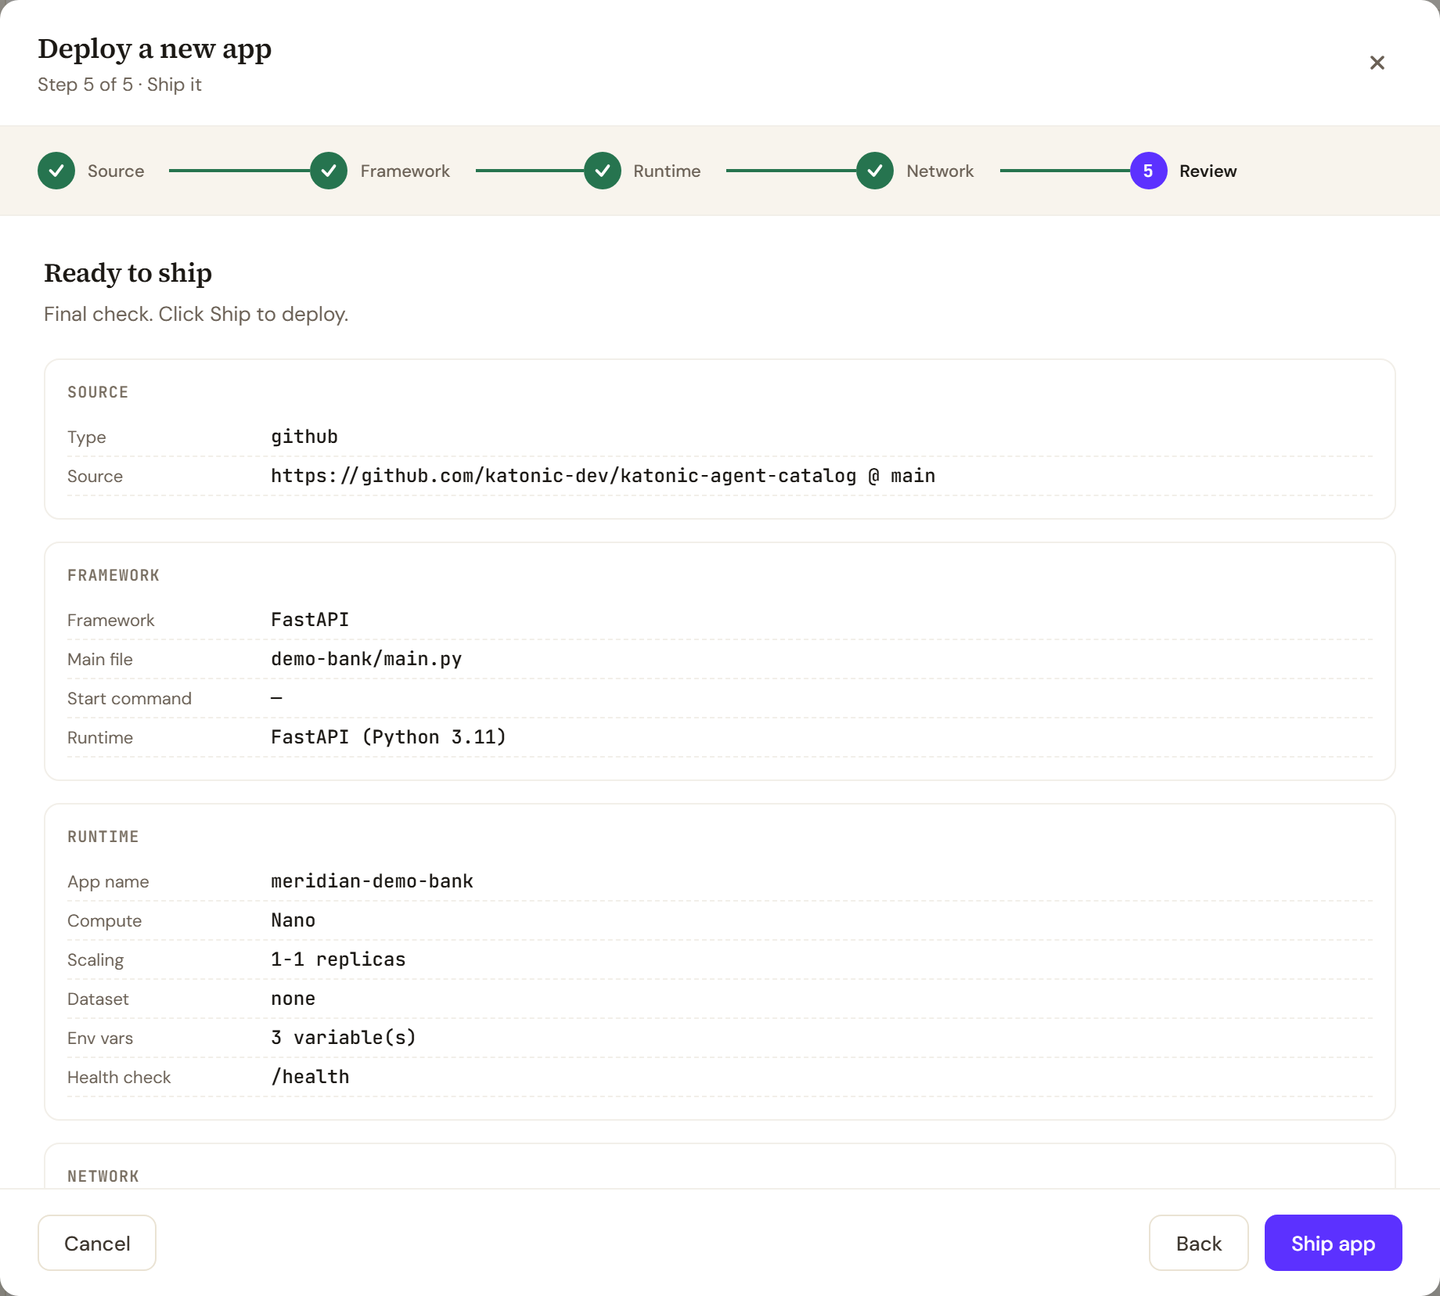 Deploy a new app
Step 5 of 5 · Ship it
Source
Framework
Runtime
Network
5 Review
Ready to ship
Final check. Click Ship to deploy.
SOURCE
Type github
Source https://github.com/katonic-dev/katonic-agent-catalog @ main
FRAMEWORK
Framework FastAPI
Main file demo-bank/main.py
Start command —
Runtime FastAPI (Python 3.11)
RUNTIME
App name meridian-demo-bank
Compute Nano
Scaling 1-1 replicas
Dataset none
Env vars 3 variable(s)
Health check /health
NETWORK
Cancel
Back
Ship app